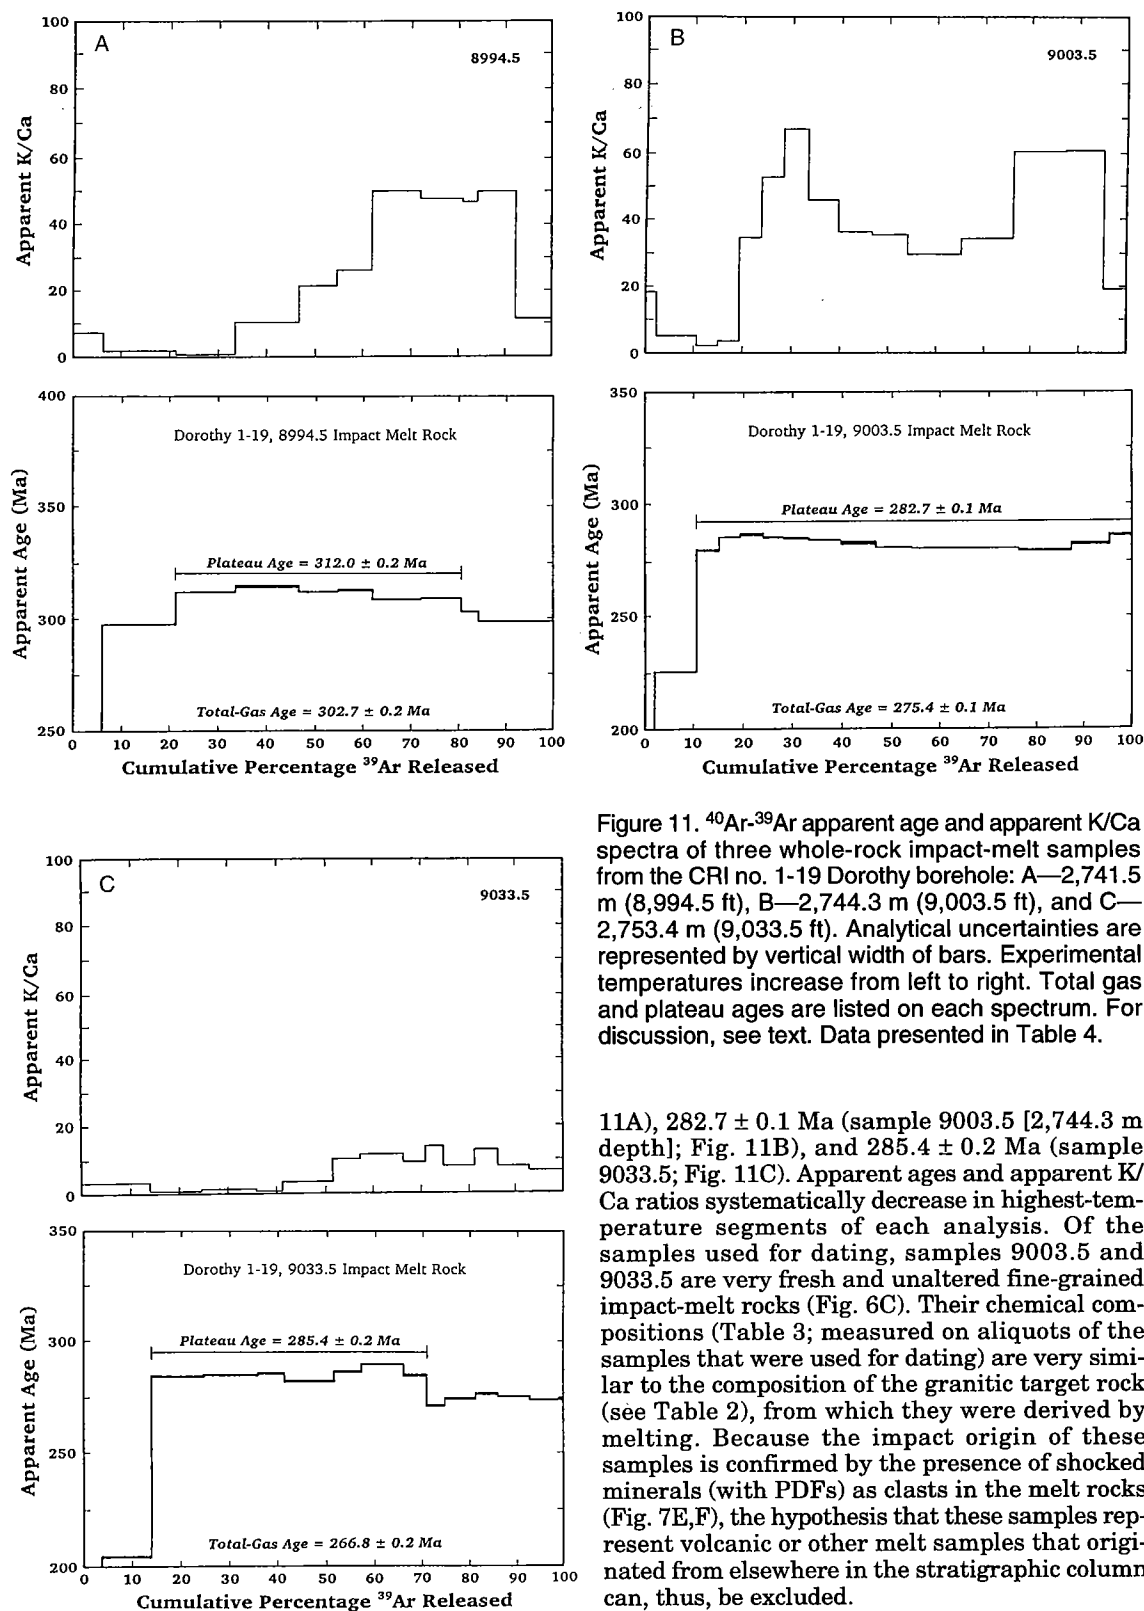 A
8994.5
100
80
60
40
20
0
Apparent K/Ca
B
9003.5
100
80
60
40
20
0
Apparent K/Ca
400
350
300
250
Apparent Age (Ma)
Dorothy 1-19, 8994.5 Impact Melt Rock
Plateau Age = 312.0 ± 0.2 Ma
Total-Gas Age = 302.7 ± 0.2 Ma
0 10 20 30 40 50 60 70 80 90 100
Cumulative Percentage ³⁹Ar Released
350
300
250
200
Apparent Age (Ma)
Dorothy 1-19, 9003.5 Impact Melt Rock
Plateau Age = 282.7 ± 0.1 Ma
Total-Gas Age = 275.4 ± 0.1 Ma
0 10 20 30 40 50 60 70 80 90 100
Cumulative Percentage ³⁹Ar Released
C
9033.5
100
80
60
40
20
10
0
Apparent K/Ca
350
300
250
200
Apparent Age (Ma)
Dorothy 1-19, 9033.5 Impact Melt Rock
Plateau Age = 285.4 ± 0.2 Ma
Total-Gas Age = 266.8 ± 0.2 Ma
0 10 20 30 40 50 60 70 80 90 100
Cumulative Percentage ³⁹Ar Released
Figure 11. ⁴⁰Ar-³⁹Ar apparent age and apparent K/Ca
spectra of three whole-rock impact-melt samples
from the CRI no. 1-19 Dorothy borehole: A—2,741.5
m (8,994.5 ft), B—2,744.3 m (9,003.5 ft), and C—
2,753.4 m (9,033.5 ft). Analytical uncertainties are
represented by vertical width of bars. Experimental
temperatures increase from left to right. Total gas
and plateau ages are listed on each spectrum. For
discussion, see text. Data presented in Table 4.
11A), 282.7 ± 0.1 Ma (sample 9003.5 [2,744.3 m
depth]; Fig. 11B), and 285.4 ± 0.2 Ma (sample
9033.5; Fig. 11C). Apparent ages and apparent K/
Ca ratios systematically decrease in highest-tem-
perature segments of each analysis. Of the
samples used for dating, samples 9003.5 and
9033.5 are very fresh and unaltered fine-grained
impact-melt rocks (Fig. 6C). Their chemical com-
positions (Table 3; measured on aliquots of the
samples that were used for dating) are very simi-
lar to the composition of the granitic target rock
(see Table 2), from which they were derived by
melting. Because the impact origin of these
samples is confirmed by the presence of shocked
minerals (with PDFs) as clasts in the melt rocks
(Fig. 7E,F), the hypothesis that these samples rep-
resent volcanic or other melt samples that origi-
nated from elsewhere in the stratigraphic column
can, thus, be excluded.